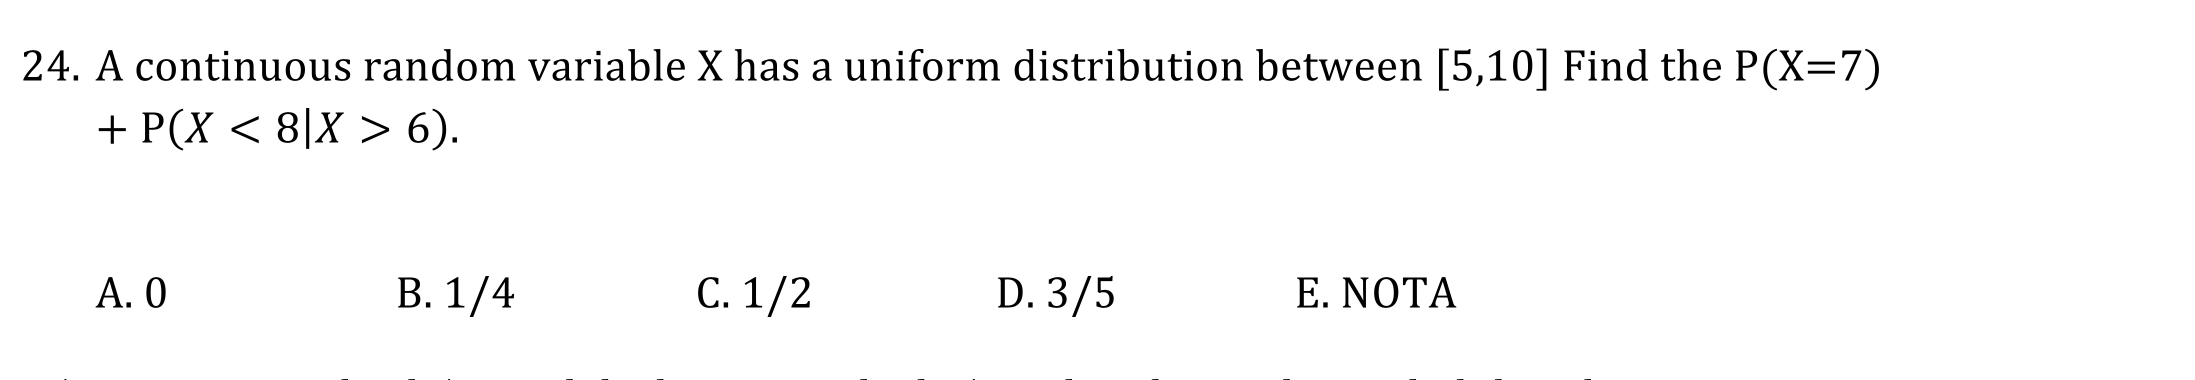 24. A continuous random variable X has a uniform distribution between [5,10] Find the P(X=7)
+ P(X < 8|X > 6).
A. 0 B. 1/4 C. 1/2 D. 3/5 E. NOTA